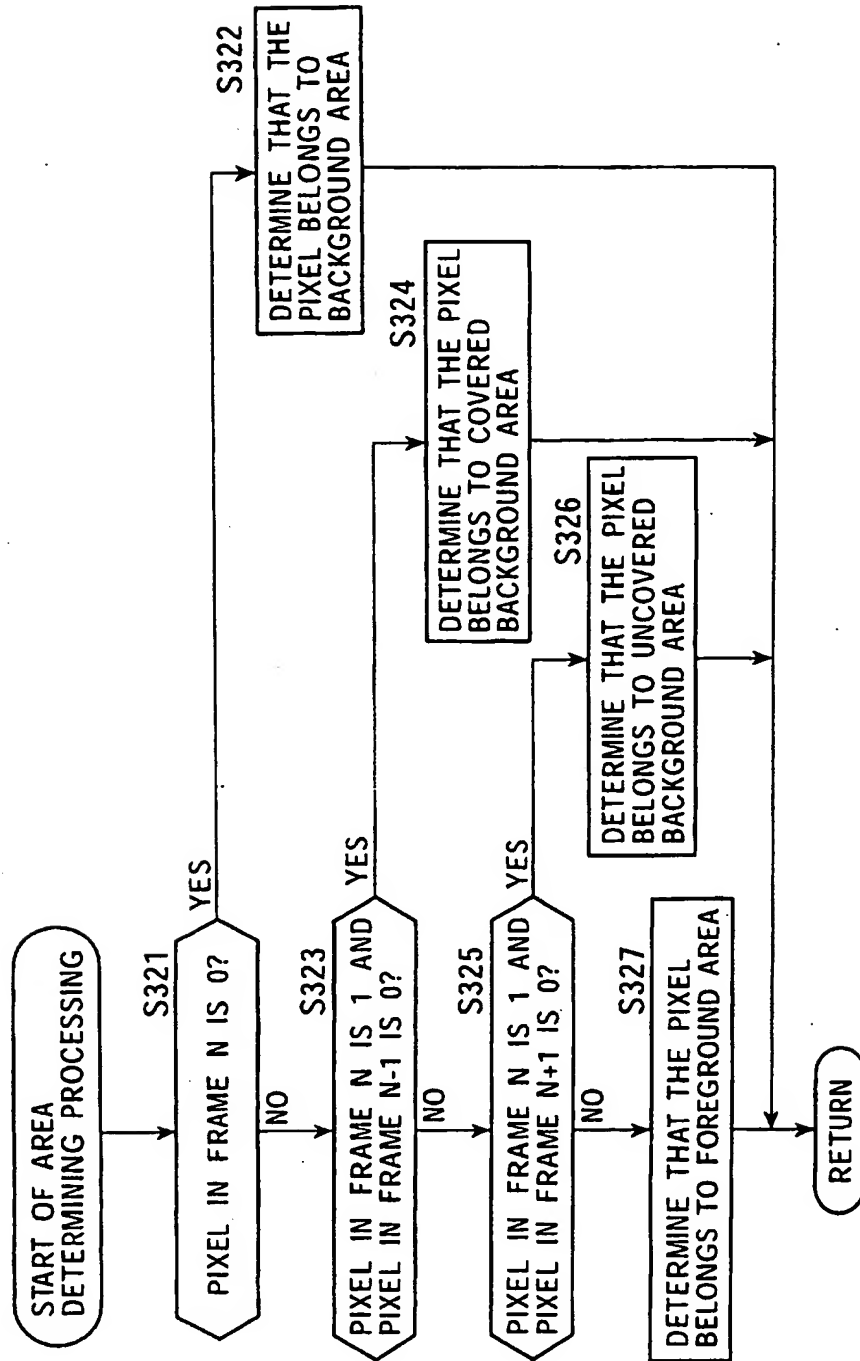 START OF AREA
DETERMINING PROCESSING
S321
PIXEL IN FRAME N IS 0?
YES
NO
S322
DETERMINE THAT THE
PIXEL BELONGS TO
BACKGROUND AREA
S323
PIXEL IN FRAME N IS 1 AND
PIXEL IN FRAME N-1 IS 0?
YES
NO
S324
DETERMINE THAT THE PIXEL
BELONGS TO COVERED
BACKGROUND AREA
S325
PIXEL IN FRAME N IS 1 AND
PIXEL IN FRAME N+1 IS 0?
YES
NO
S326
DETERMINE THAT THE PIXEL
BELONGS TO UNCOVERED
BACKGROUND AREA
S327
DETERMINE THAT THE PIXEL
BELONGS TO FOREGROUND AREA
RETURN